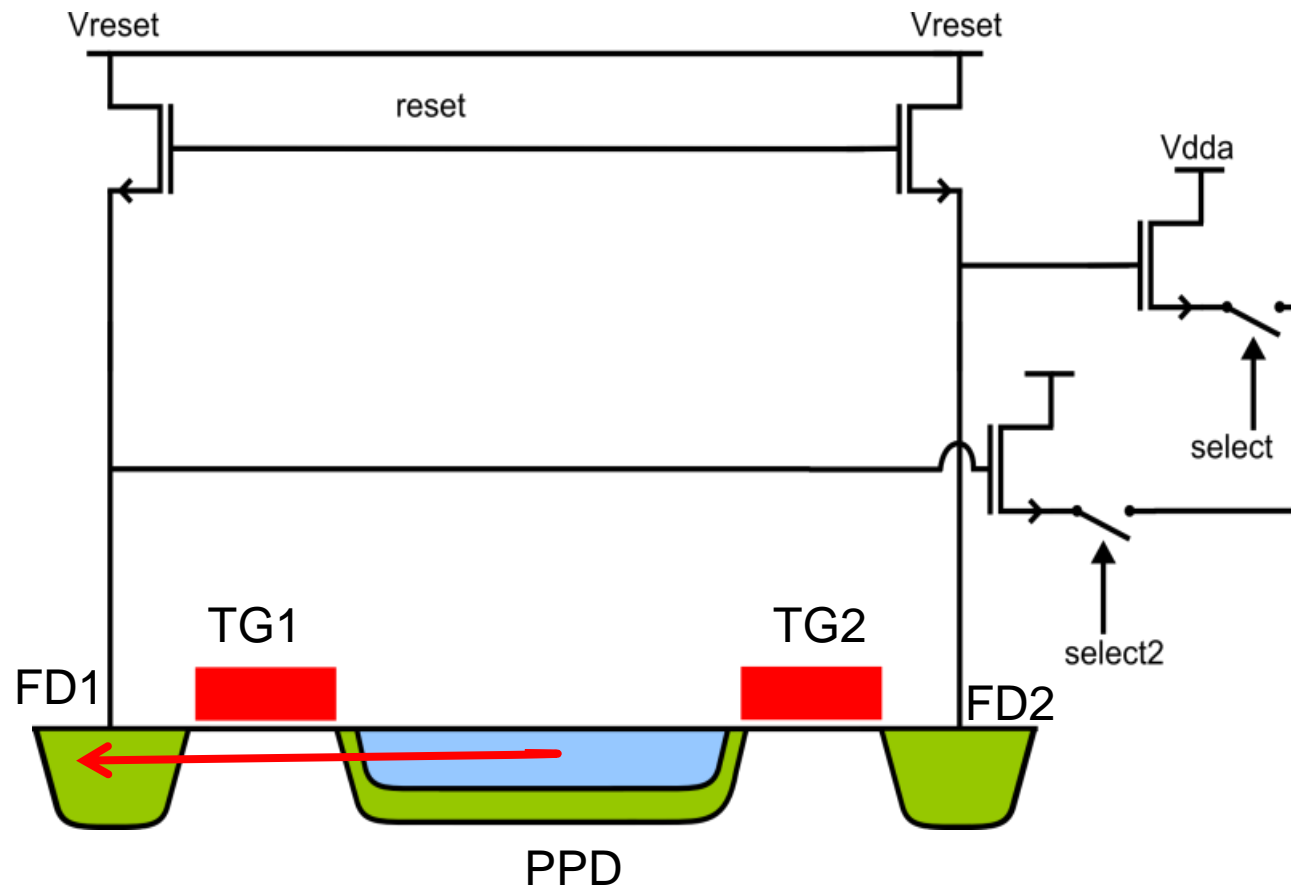 Vreset
Vreset
reset
Vdda
select
TG1
TG2
select2
FD1
FD2
PPD